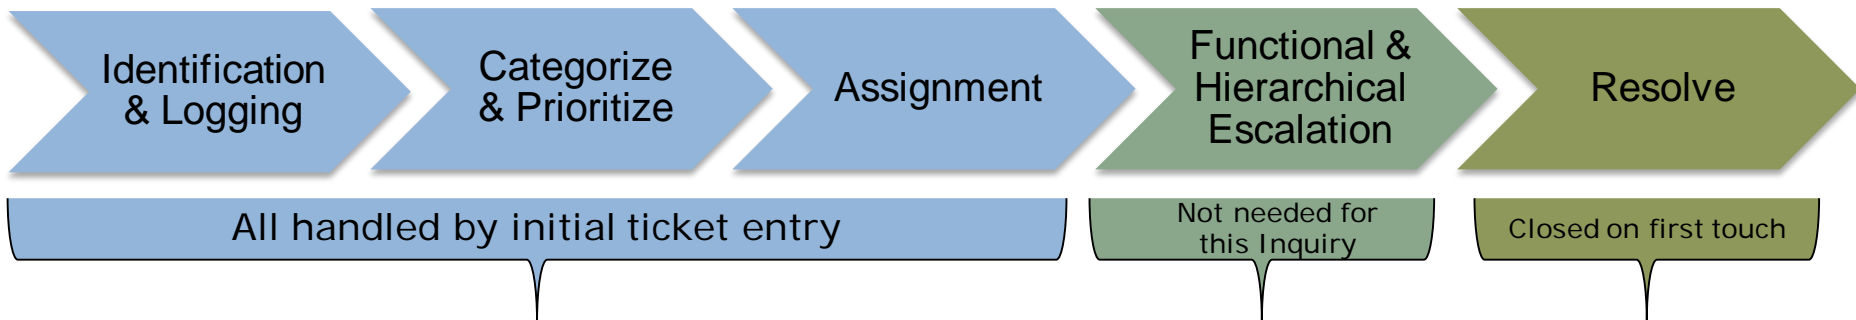 Identification
& Logging
Categorize
& Prioritize
Assignment
Functional &
Hierarchical
Escalation
Resolve
All handled by initial ticket entry
Not needed for
this Inquiry
Closed on first touch